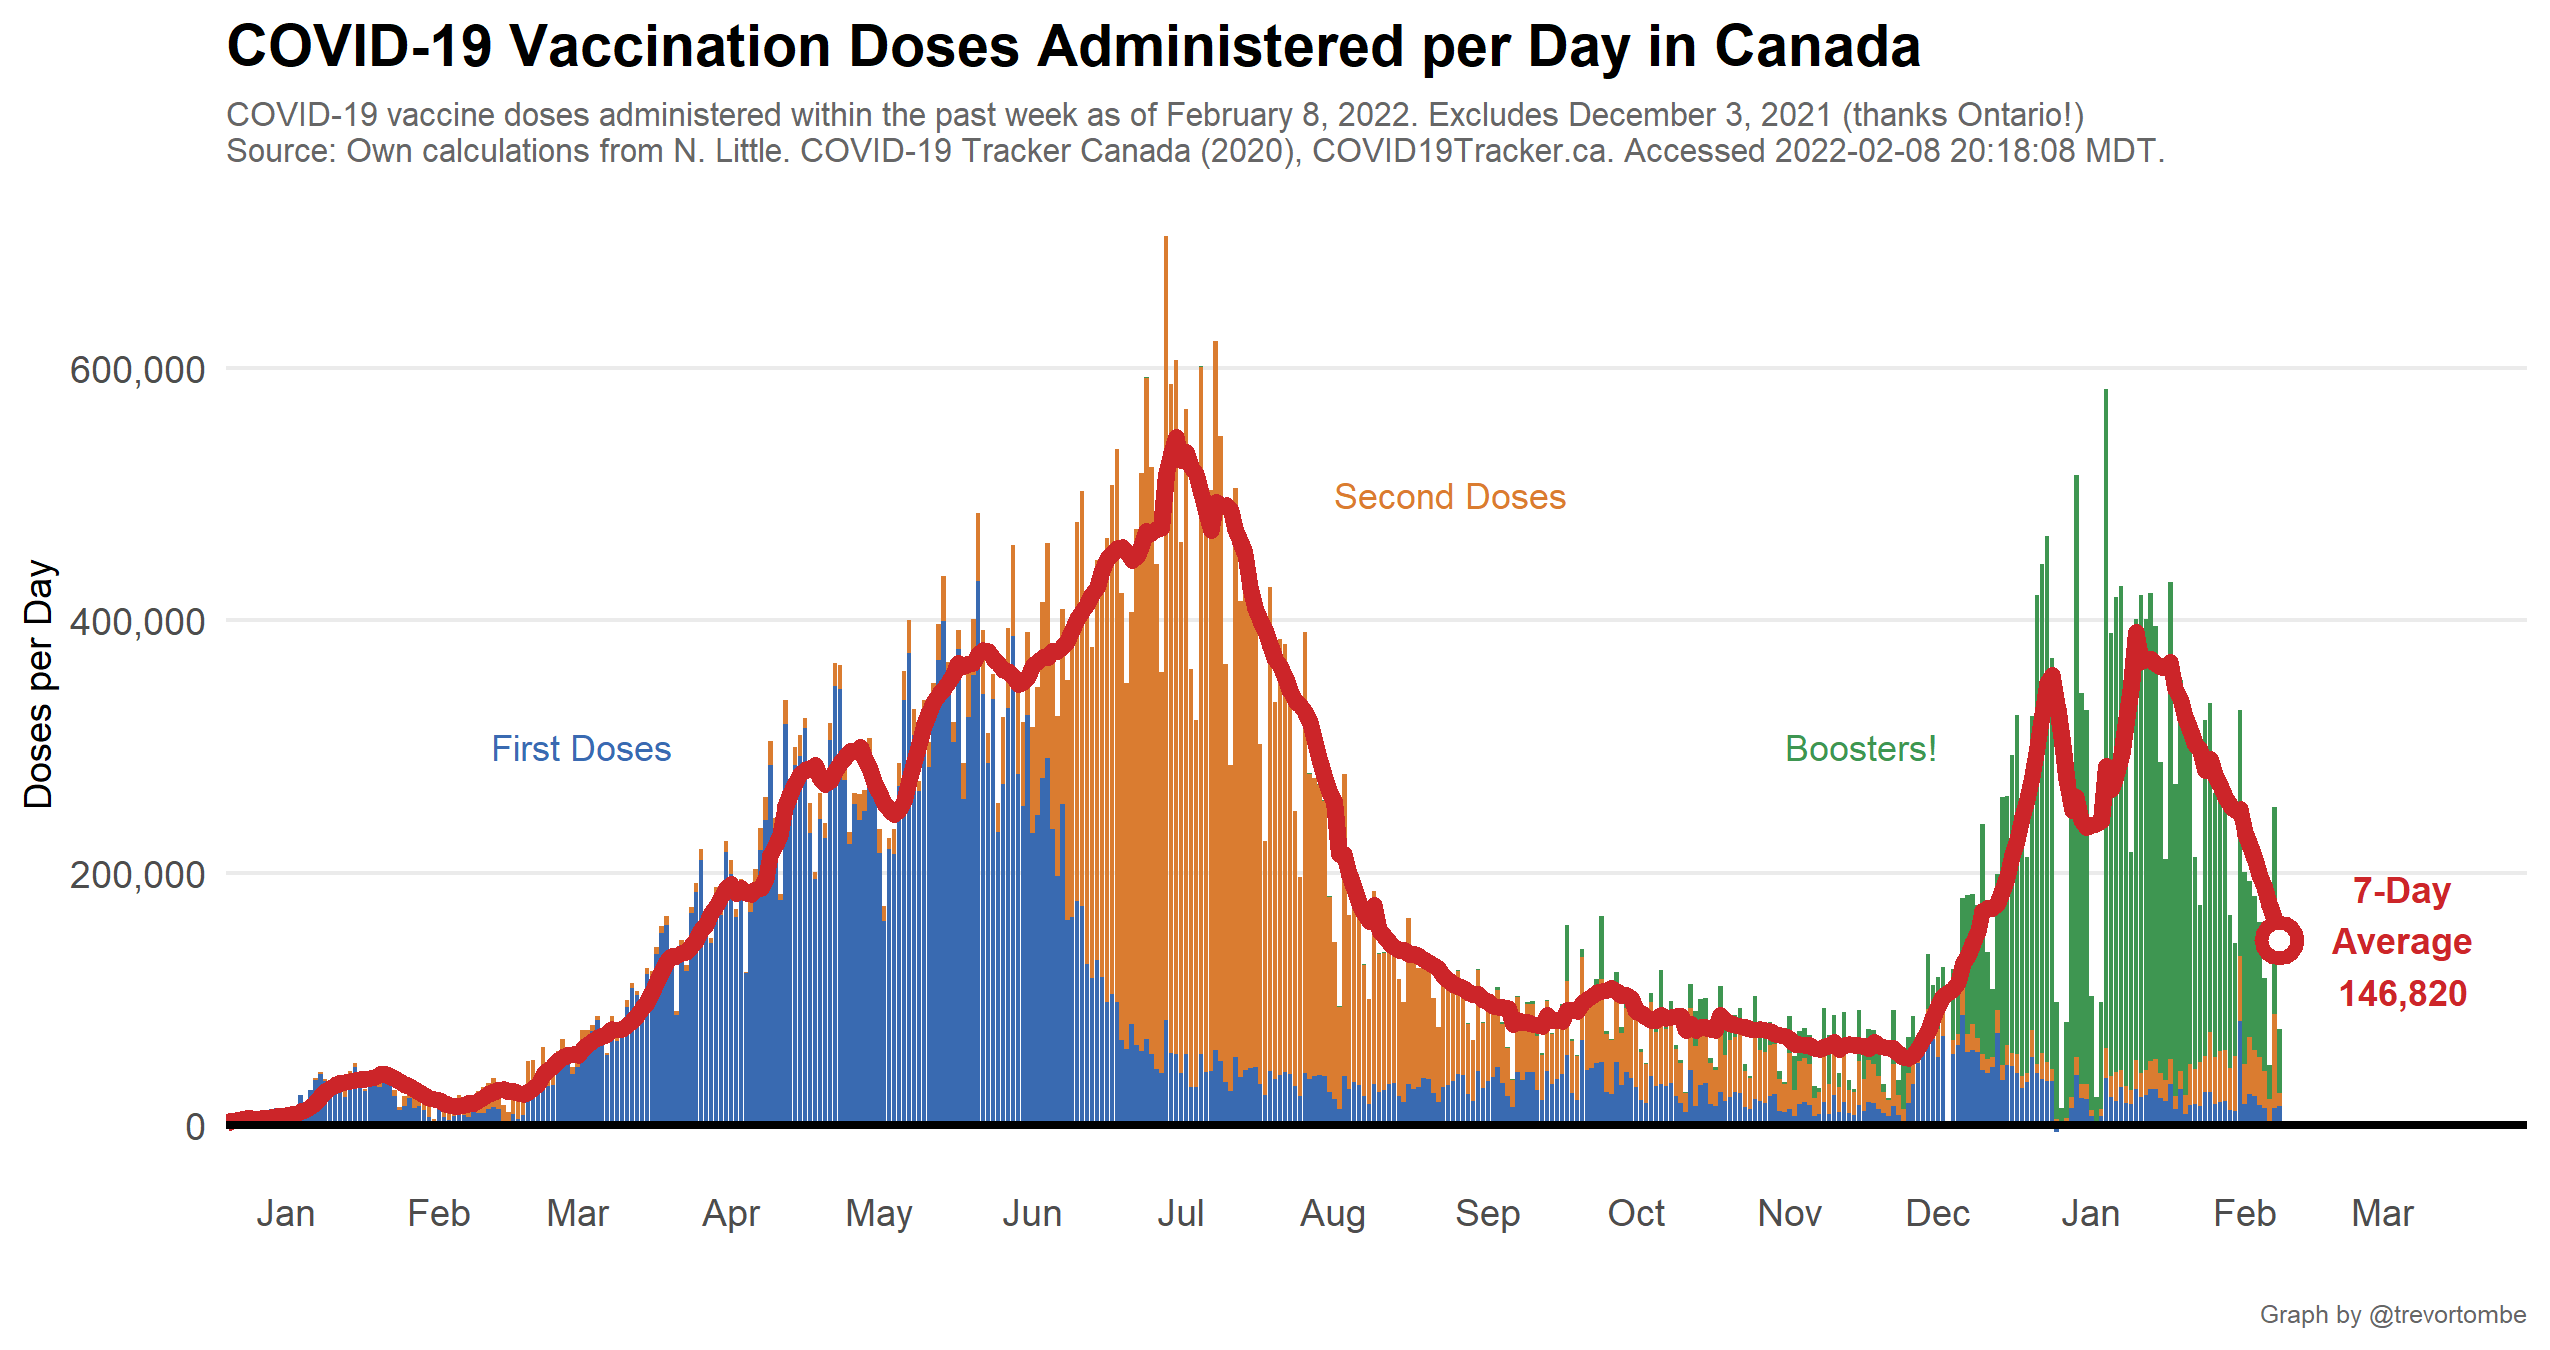 COVID-19 Vaccination Doses Administered per Day in Canada
COVID-19 vaccine doses administered within the past week as of February 8, 2022. Excludes December 3, 2021 (thanks Ontario!)
Source: Own calculations from N. Little. COVID-19 Tracker Canada (2020), COVID19Tracker.ca. Accessed 2022-02-08 20:18:08 MDT.
Doses per Day
600,000
400,000
200,000
0
First Doses
Second Doses
Boosters!
7-Day
Average
146,820
Jan Feb Mar Apr May Jun Jul Aug Sep Oct Nov Dec Jan Feb Mar
Graph by @trevortombe